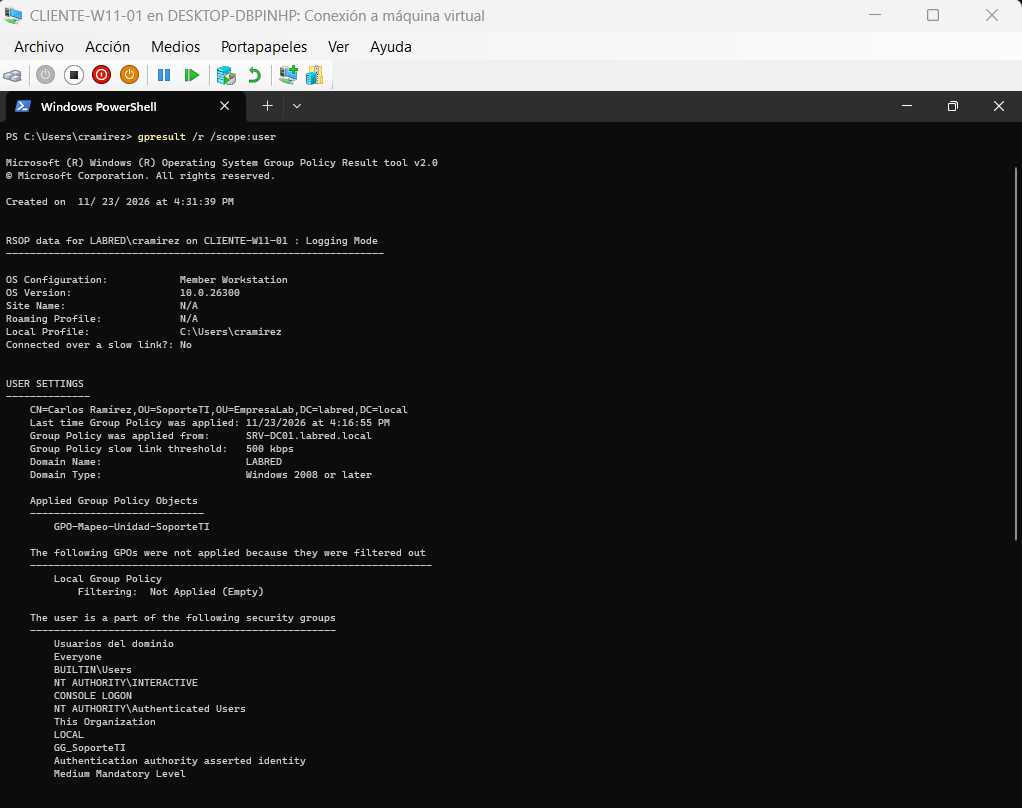 CLIENTE-W11-01 en DESKTOP-DBPINHP: Conexión a máquina virtual
Archivo Acción Medios Portapapeles Ver Ayuda
Windows PowerShell
PS C:\Users\cramirez> gpresult /r /scope:user
Microsoft (R) Windows (R) Operating System Group Policy Result tool v2.0
© Microsoft Corporation. All rights reserved.
Created on 11/ 23/ 2026 at 4:31:39 PM
RSOP data for LABRED\cramirez on CLIENTE-W11-01 : Logging Mode
---------------------------------------------------------------
OS Configuration: Member Workstation
OS Version: 10.0.26300
Site Name: N/A
Roaming Profile: N/A
Local Profile: C:\Users\cramirez
Connected over a slow link?: No
USER SETTINGS
--------------
CN=Carlos Ramírez,OU=SoporteTI,OU=EmpresaLab,DC=labred,DC=local
Last time Group Policy was applied: 11/23/2026 at 4:16:55 PM
Group Policy was applied from: SRV-DC01.labred.local
Group Policy slow link threshold: 500 kbps
Domain Name: LABRED
Domain Type: Windows 2008 or later
Applied Group Policy Objects
-----------------------------
GPO-Mapeo-Unidad-SoporteTI
The following GPOs were not applied because they were filtered out
-------------------------------------------------------------------
Local Group Policy
Filtering: Not Applied (Empty)
The user is a part of the following security groups
---------------------------------------------------
Usuarios del dominio
Everyone
BUILTIN\Users
NT AUTHORITY\INTERACTIVE
CONSOLE LOGON
NT AUTHORITY\Authenticated Users
This Organization
LOCAL
GG_SoporteTI
Authentication authority asserted identity
Medium Mandatory Level